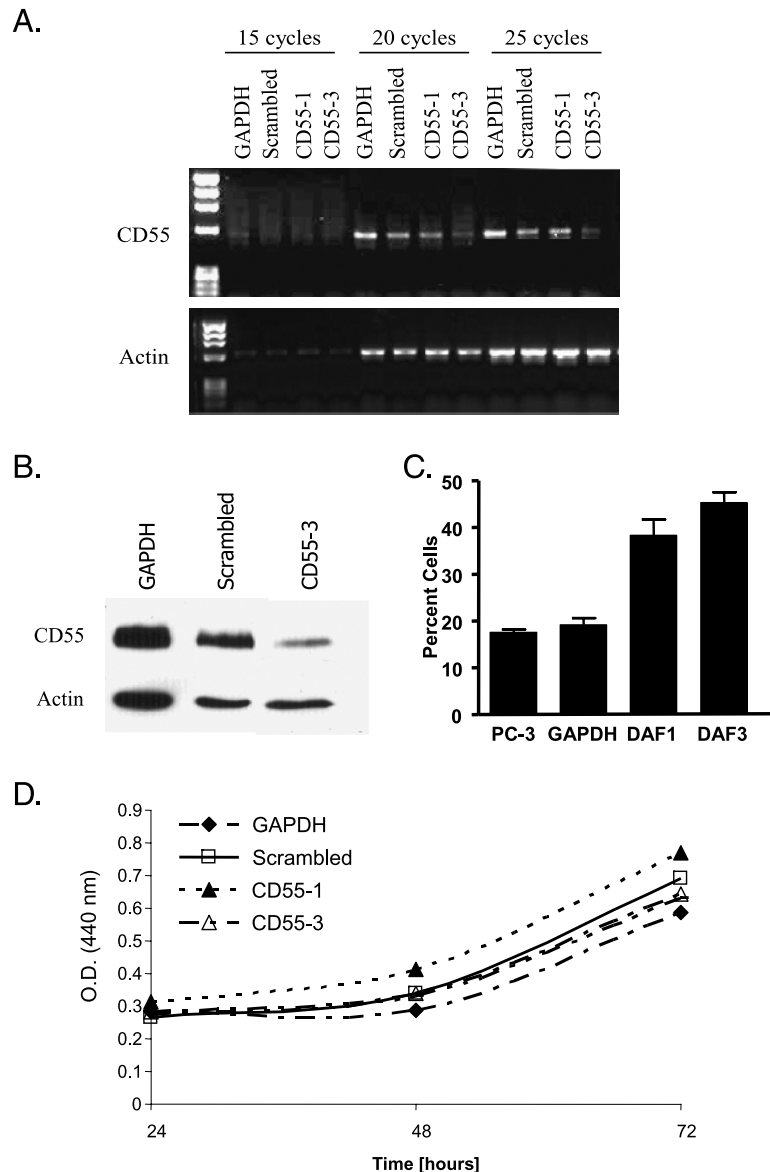 A.
15 cycles 20 cycles 25 cycles
GAPDH Scrambled CD55-1 CD55-3 GAPDH Scrambled CD55-1 CD55-3 GAPDH Scrambled CD55-1 CD55-3
CD55
Actin
B.
GAPDH Scrambled CD55-3
CD55
Actin
C.
Percent Cells
50
40
30
20
10
0
PC-3 GAPDH DAF1 DAF3
D.
O.D. (440 nm)
0.9
0.8
0.7
0.6
0.5
0.4
0.3
0.2
0.1
0
GAPDH
Scrambled
CD55-1
CD55-3
24 48 72
Time [hours]